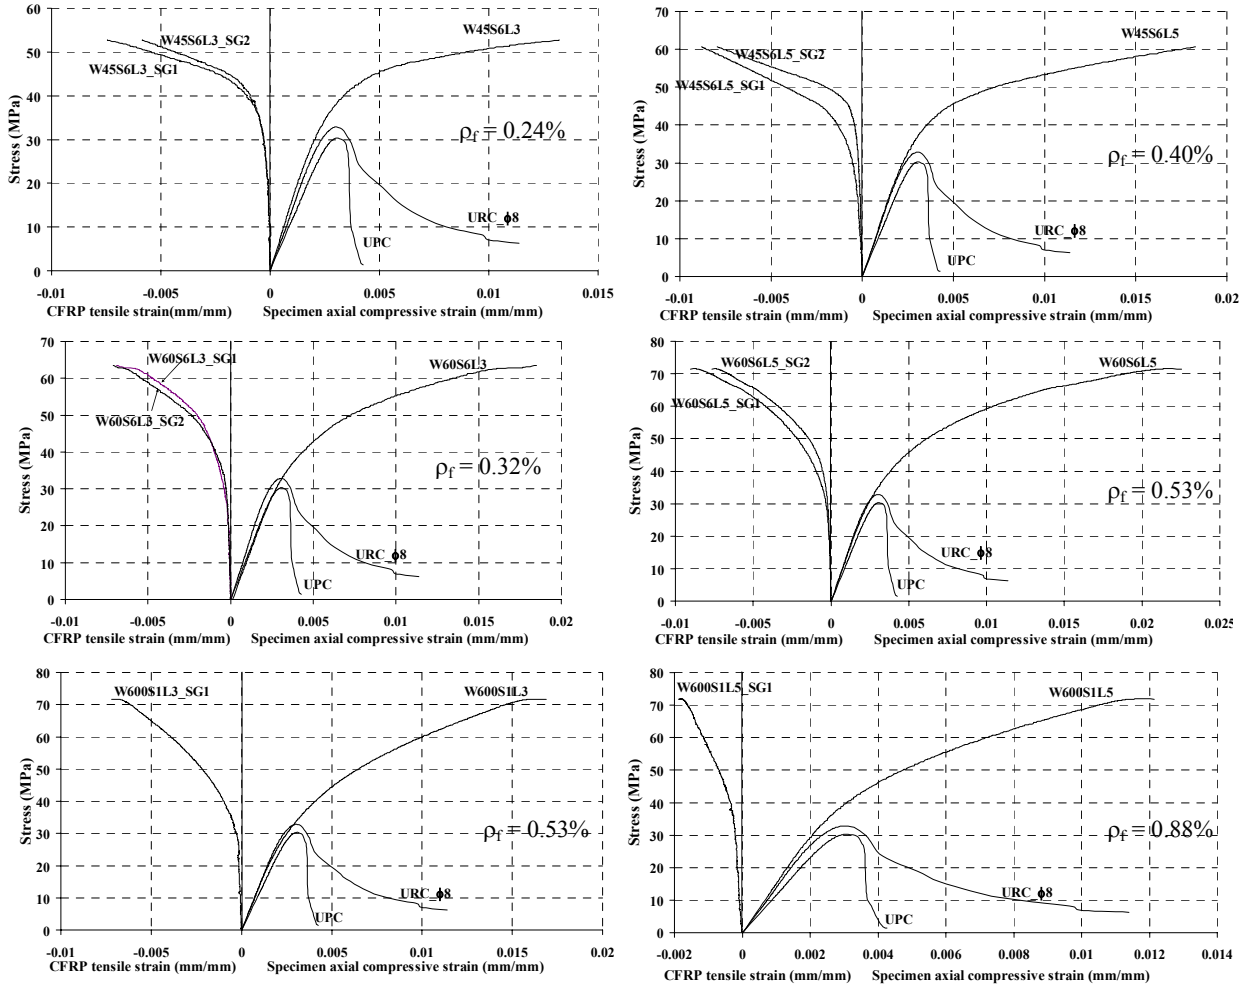 60
50
40
30
20
10
0
Stress (MPa)
W45S6L3_SG2
W45S6L3_SG1
W45S6L3
ρf = 0.24%
URC_ϕ8
UPC
-0.01 -0.005 0 0.005 0.01 0.015
CFRP tensile strain(mm/mm) Specimen axial compressive strain (mm/mm)
70
60
50
40
30
20
10
0
Stress (MPa)
W45S6L5_SG2
W45S6L5_SG1
W45S6L5
ρf = 0.40%
URC_ϕ8
UPC
-0.01 -0.005 0 0.005 0.01 0.015 0.02
CFRP tensile strain (mm/mm) Specimen axial compressive strain (mm/mm)
70
60
50
40
30
20
10
0
Stress (MPa)
W60S6L3_SG1
W60S6L3_SG2
W60S6L3
ρf = 0.32%
URC_ϕ8
UPC
-0.01 -0.005 0 0.005 0.01 0.015 0.02
CFRP tensile strain (mm/mm) Specimen axial compressive strain (mm/mm)
80
70
60
50
40
30
20
10
0
Stress (MPa)
W60S6L5_SG2
W60S6L5_SG1
W60S6L5
ρf = 0.53%
URC_ϕ8
UPC
-0.01 -0.005 0 0.005 0.01 0.015 0.02 0.025
CFRP tensile strain (mm/mm) Specimen axial compressive strain (mm/mm)
80
70
60
50
40
30
20
10
0
Stress (MPa)
W600S1L3_SG1
W600S1L3
ρf = 0.53%
URC_ϕ8
UPC
-0.01 -0.005 0 0.005 0.01 0.015 0.02
CFRP tensile strain (mm/mm) Specimen axial compressive strain (mm/mm)
80
70
60
50
40
30
20
10
0
Stress (MPa)
W600S1L5_SG1
W600S1L5
ρf = 0.88%
URC_ϕ8
UPC
-0.002 0 0.002 0.004 0.006 0.008 0.01 0.012 0.014
CFRP tensile strain (mm/mm) Specimen axial compressive strain (mm/mm)